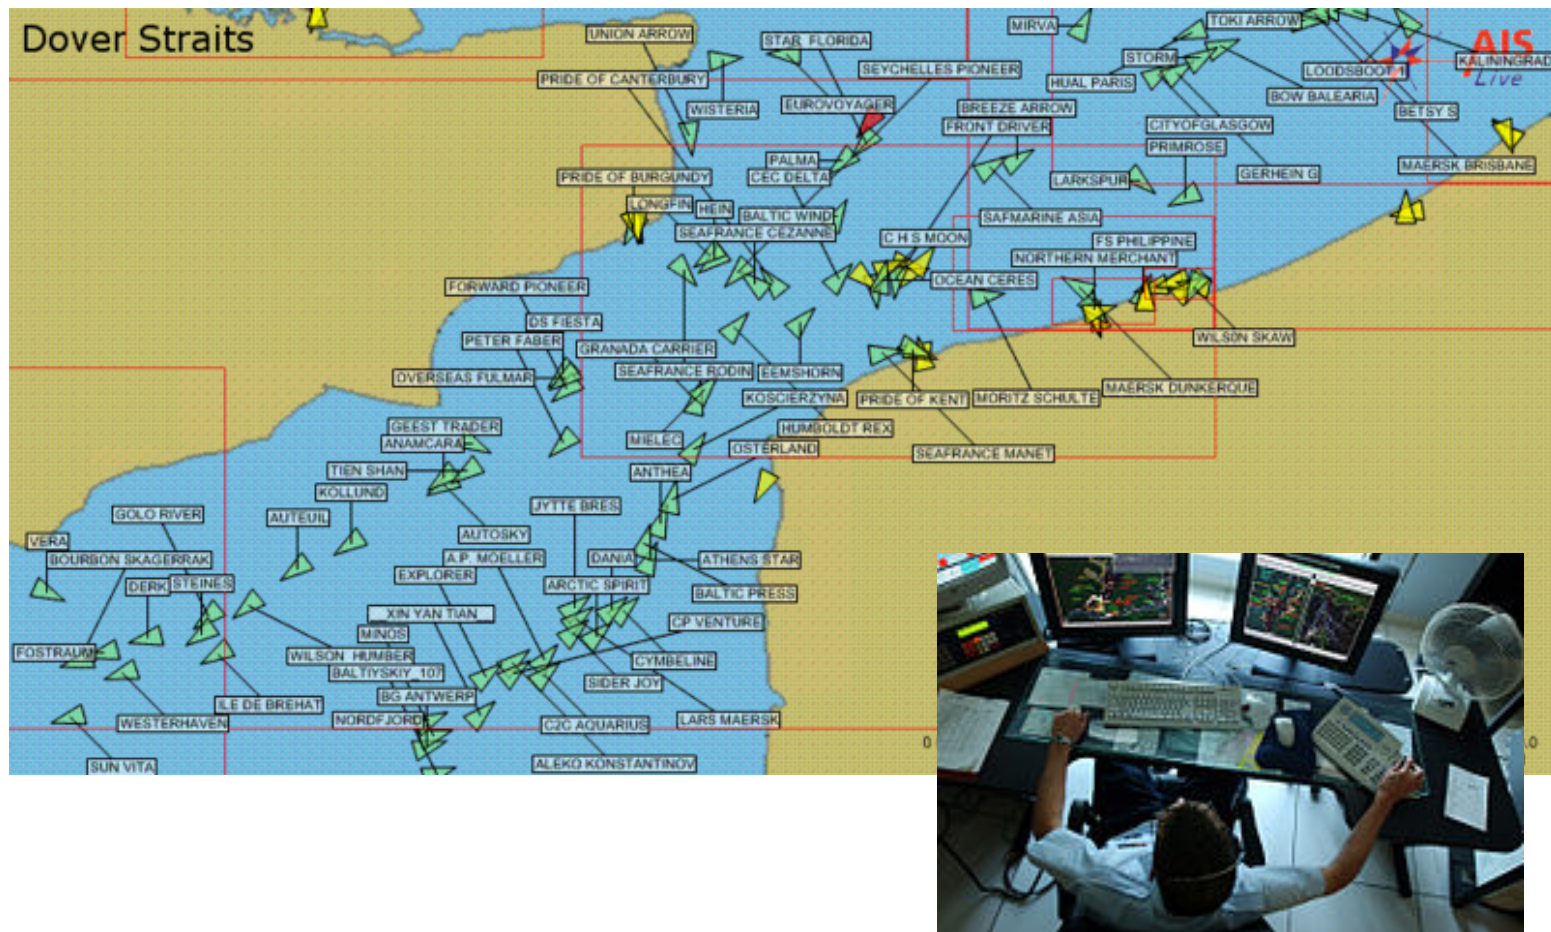 Dover Straits
UNION ARROW
MIRVA
TOKI ARROW
AIS
Live
STAR FLORIDA
STORM
KALININGRAD
PRIDE OF CANTERBURY
SEYCHELLES PIONEER
HUAL PARIS
BOW BALEARIA
WISTERIA
EUROVOYAGER
BREEZE ARROW
BETSY S
FRONT DRIVER
CITYOFGLASGOW
PRIMROSE
PALMA
MAERSK BRISBANE
PRIDE OF BURGUNDY
CEC DELTA
LARKSPUR
GERHEIN G
LONGFIN
HEIN
BALTIC WIND
SAFMARINE ASIA
SEAFRANCE CEZANNE
C H S MOON
FS PHILIPPINE
NORTHERN MERCHANT
FORWARD PIONEER
OCEAN CERES
DS FIESTA
PETER FABER
GRANADA CARRIER
WILSON SKAW
OVERSEAS FULMAR
SEAFRANCE RODIN
EEMSHORN
KOSCIERZYNA
PRIDE OF KENT
MORITZ SCHULTE
MAERSK DUNKERQUE
GEEST TRADER
ANAMCARA
MIELEC
HUMBOLDT REX
OSTERLAND
SEAFRANCE MANET
TIEN SHAN
ANTHEA
KOLLUND
GOLO RIVER
AUTEUIL
JYTTE BRES
VERA
AUTOSKY
BOURBON SKAGERRAK
A.P. MOELLER
DANIA
ATHENS STAR
DERK
STEINES
EXPLORER
ARCTIC SPIRIT
BALTIC PRESS
XIN YAN TIAN
CP VENTURE
MINOS
FOSTRAUM
WILSON HUMBER
CYMBELINE
BALTIYSKIY_107
SIDER JOY
ILE DE BREHAT
BG ANTWERP
WESTERHAVEN
NORDFJORD
C2C AQUARIUS
LARS MAERSK
SUN VITA
ALEKO KONSTANTINOV
0